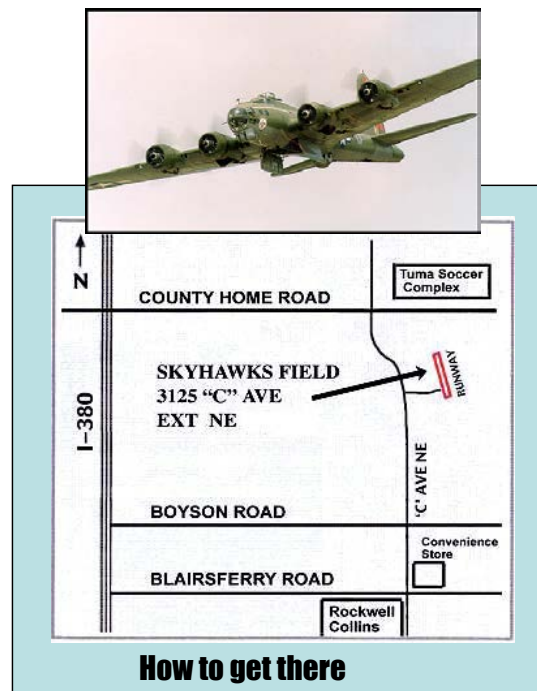 N
Tuma Soccer
Complex
COUNTY HOME ROAD
SKYHAWKS FIELD
3125 “C” AVE
EXT NE
RUNWAY
I-380
'C' AVE NE
BOYSON ROAD
Convenience
Store
BLAIRSFERRY ROAD
Rockwell
Collins
How to get there